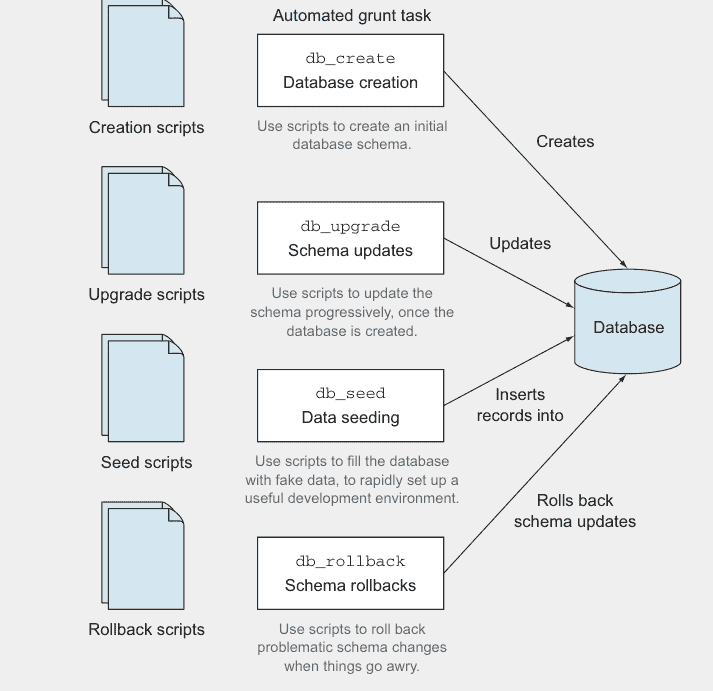 Automated grunt task
db_create
Database creation
Creation scripts
Use scripts to create an initial
database schema.
Creates
db_upgrade
Schema updates
Updates
Upgrade scripts
Use scripts to update the
schema progressively, once the
database is created.
Database
db_seed
Data seeding
Inserts
records into
Seed scripts
Use scripts to fill the database
with fake data, to rapidly set up a
useful development environment.
Rolls back
schema updates
db_rollback
Schema rollbacks
Rollback scripts
Use scripts to roll back
problematic schema changes
when things go awry.